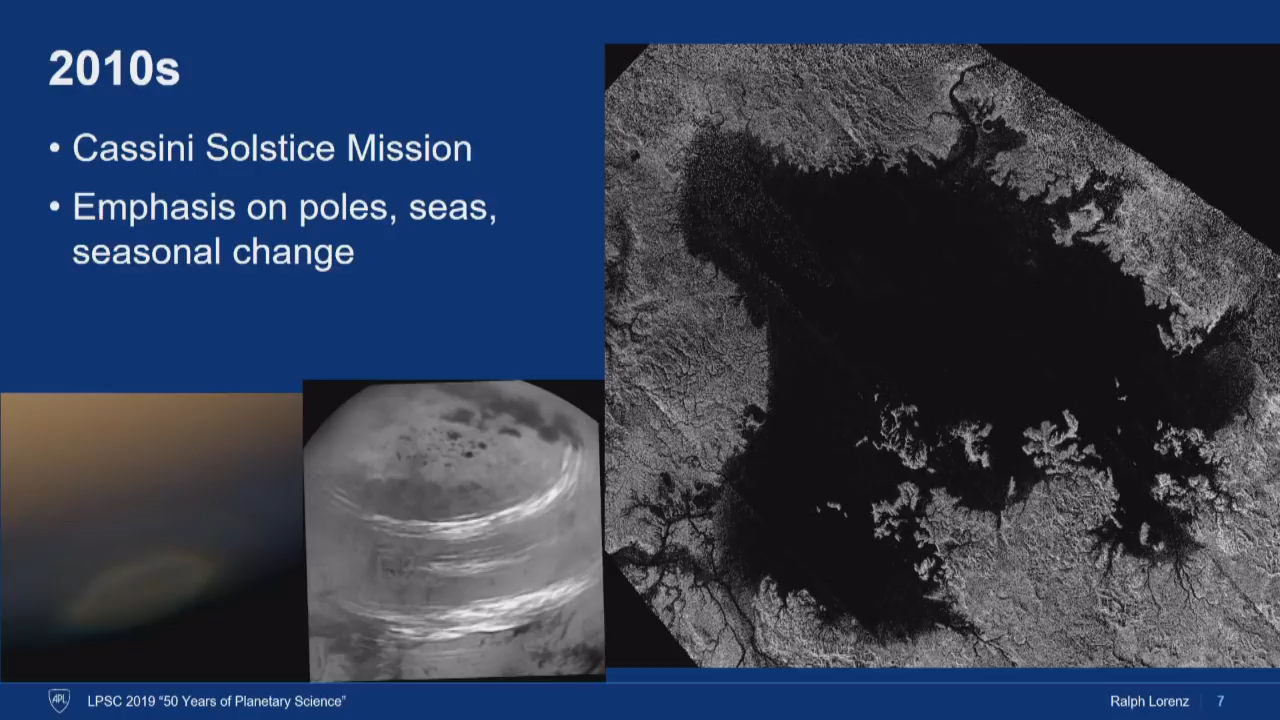 2010s
• Cassini Solstice Mission
• Emphasis on poles, seas,
seasonal change
APL
LPSC 2019 “50 Years of Planetary Science”
Ralph Lorenz | 7